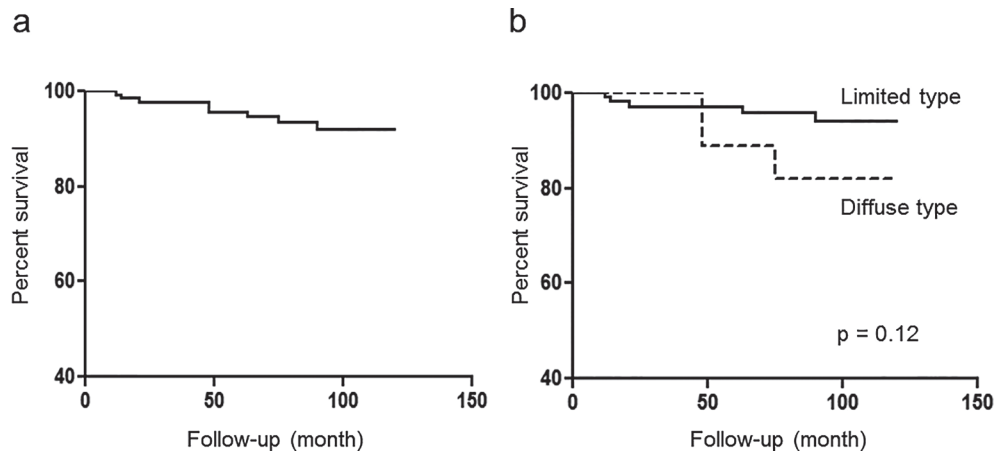 a
100
80
60
40
Percent survival
0
50
100
150
Follow-up (month)
b
100
80
60
40
Percent survival
Limited type
Diffuse type
p = 0.12
0
50
100
150
Follow-up (month)